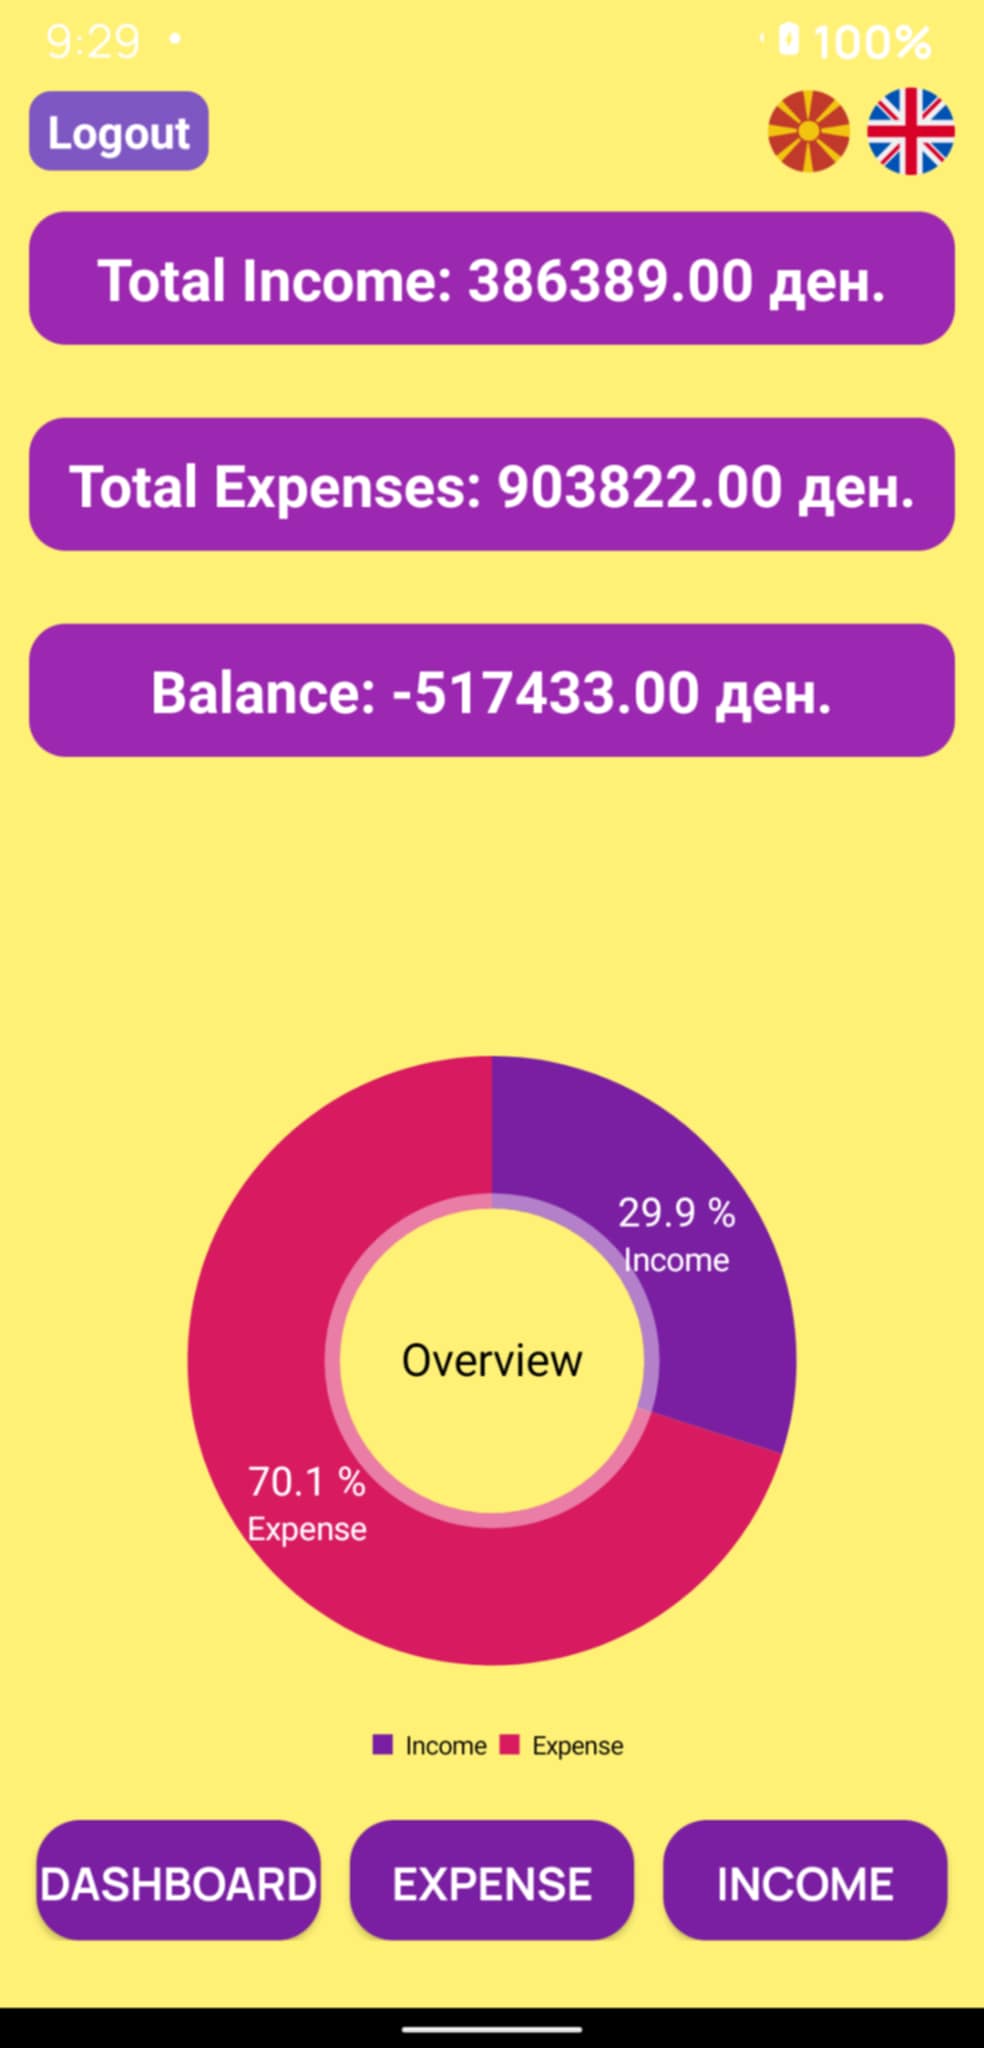 9:29
100%
Logout
Total Income: 386389.00 ден.
Total Expenses: 903822.00 ден.
Balance: -517433.00 ден.
29.9 %
Income
Overview
70.1 %
Expense
Income Expense
DASHBOARD EXPENSE INCOME